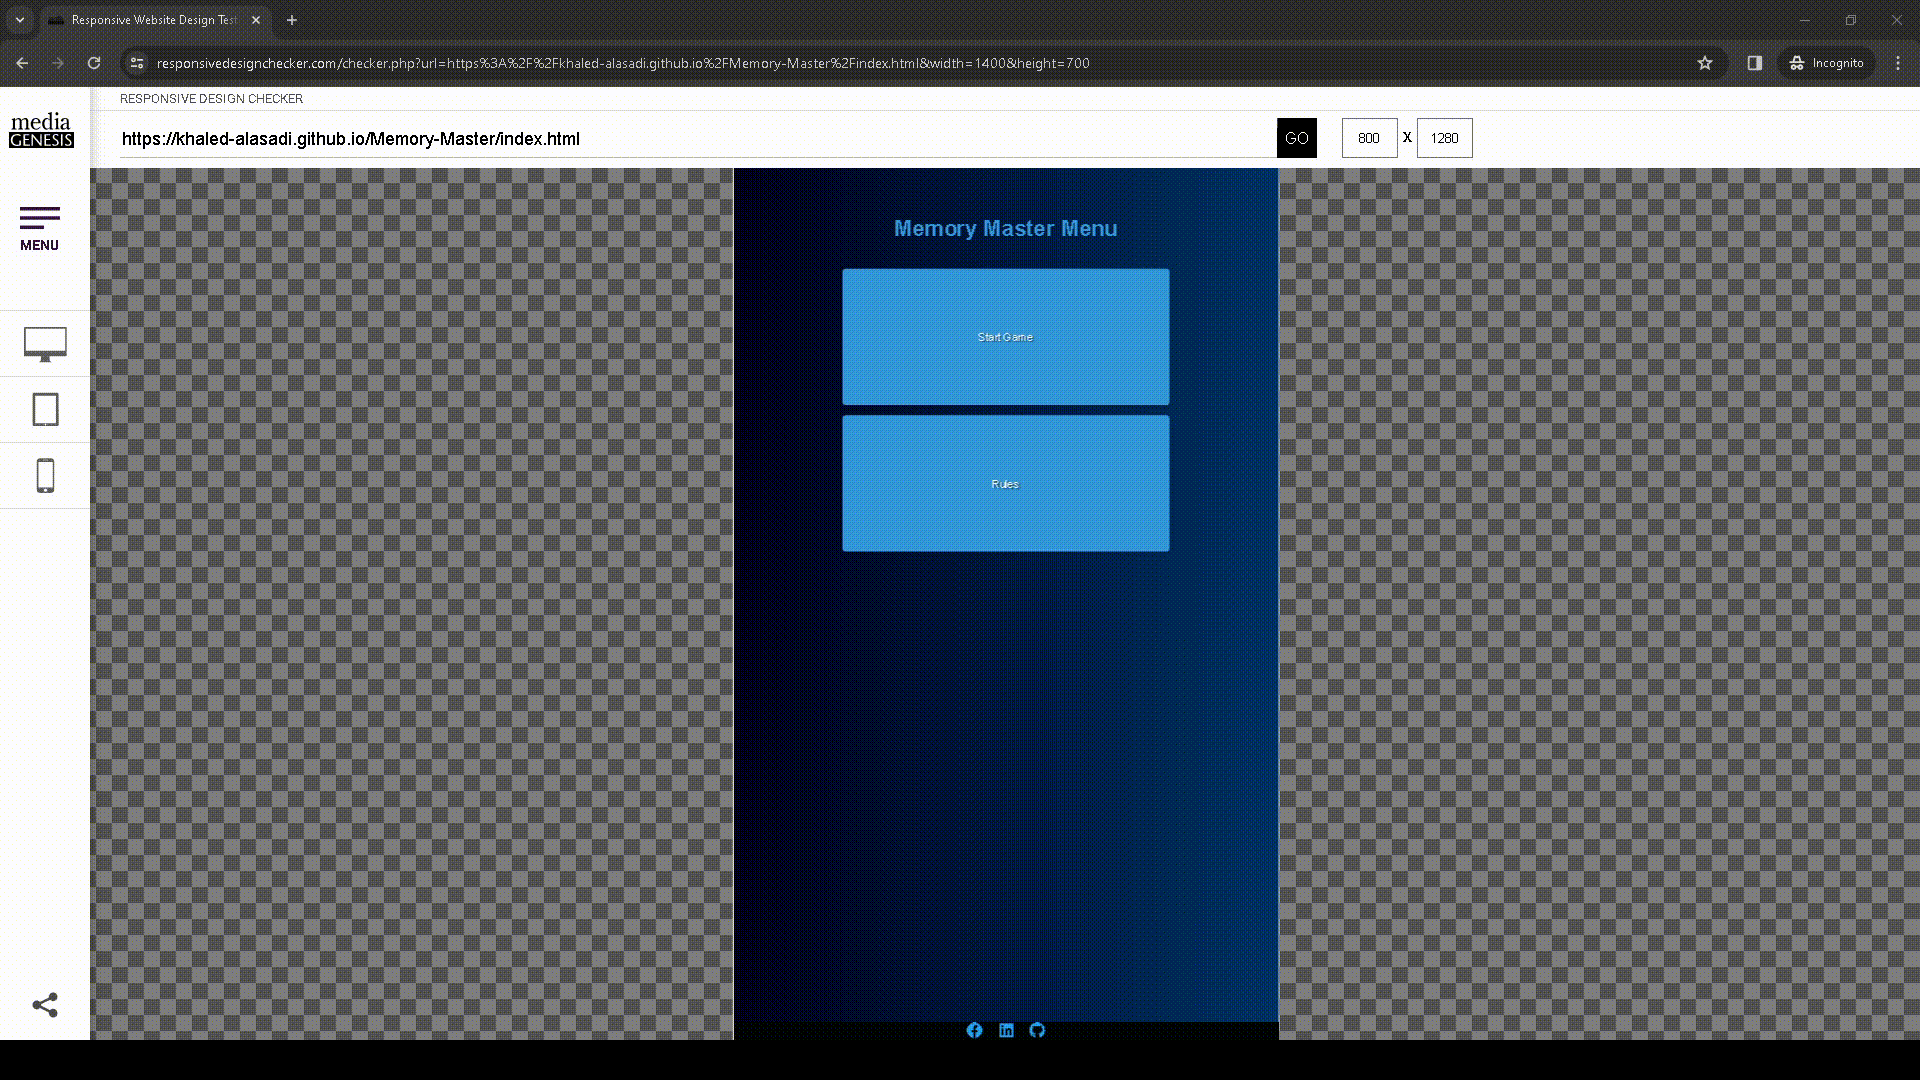 Responsive Website Design Test
responsivedesignchecker.com/checker.php?url=https%3A%2F%2Fkhaled-alasadi.github.io%2FMemory-Master%2Findex.html&width=1400&height=700
Incognito
media
GENESIS
RESPONSIVE DESIGN CHECKER
https://khaled-alasadi.github.io/Memory-Master/index.html
GO
800 X 1280
MENU
Memory Master Menu
Start Game
Rules